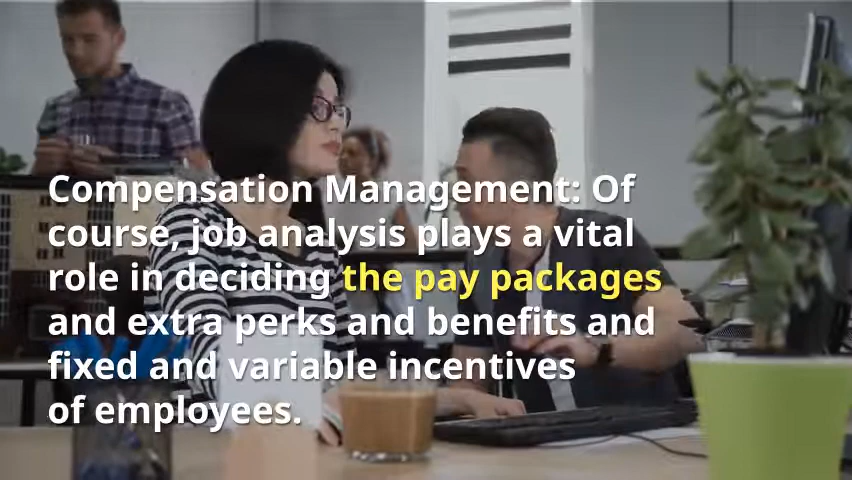 Compensation Management: Of
course, job analysis plays a vital
role in deciding the pay packages
and extra perks and benefits and
fixed and variable incentives
of employees.